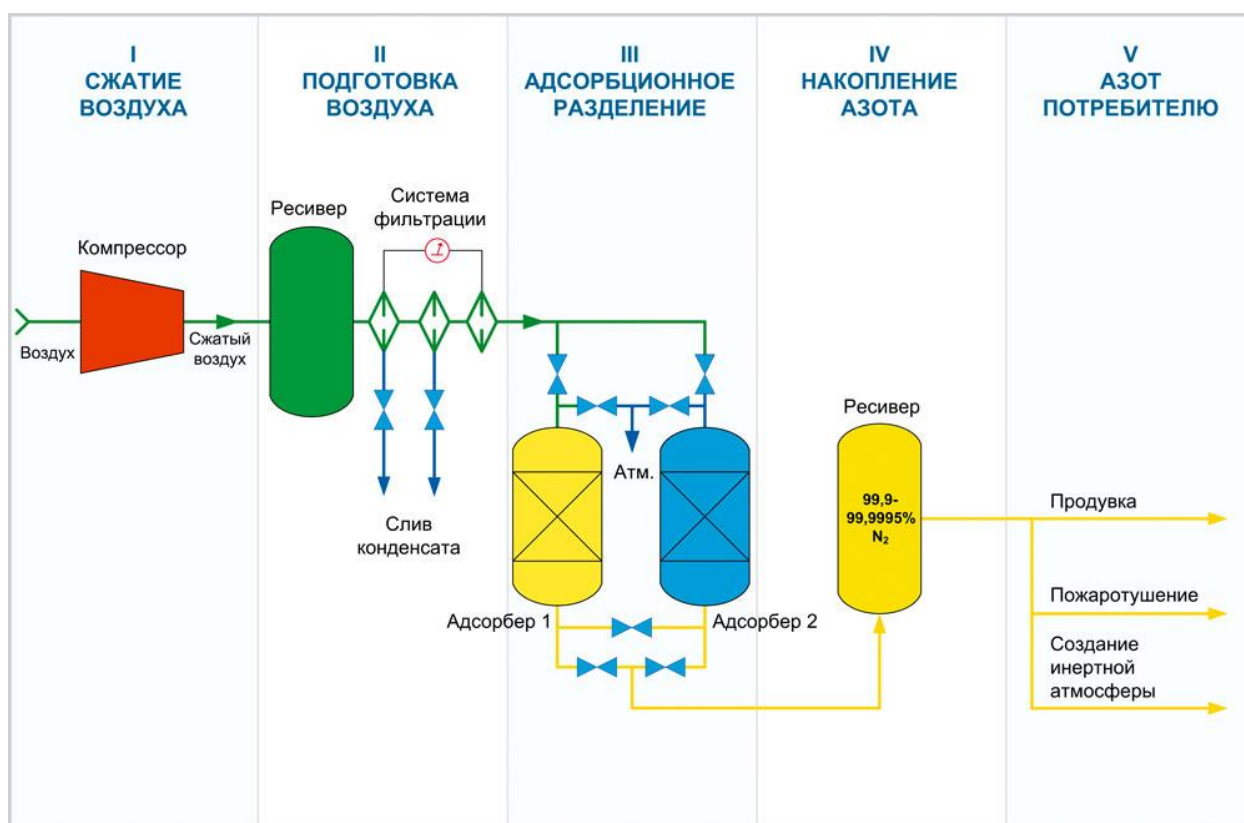 I
СЖАТИЕ
ВОЗДУХА
II
ПОДГОТОВКА
ВОЗДУХА
III
АДСОРБЦИОННОЕ
РАЗДЕЛЕНИЕ
IV
НАКОПЛЕНИЕ
АЗОТА
V
АЗОТ
ПОТРЕБИТЕЛЮ
Компрессор
Воздух
Сжатый
воздух
Ресивер
Система
фильтрации
Слив
конденсата
Атм.
Адсорбер 1
Адсорбер 2
Ресивер
99,9-
99,9995%
N₂
Продувка
Пожаротушение
Создание
инертной
атмосферы